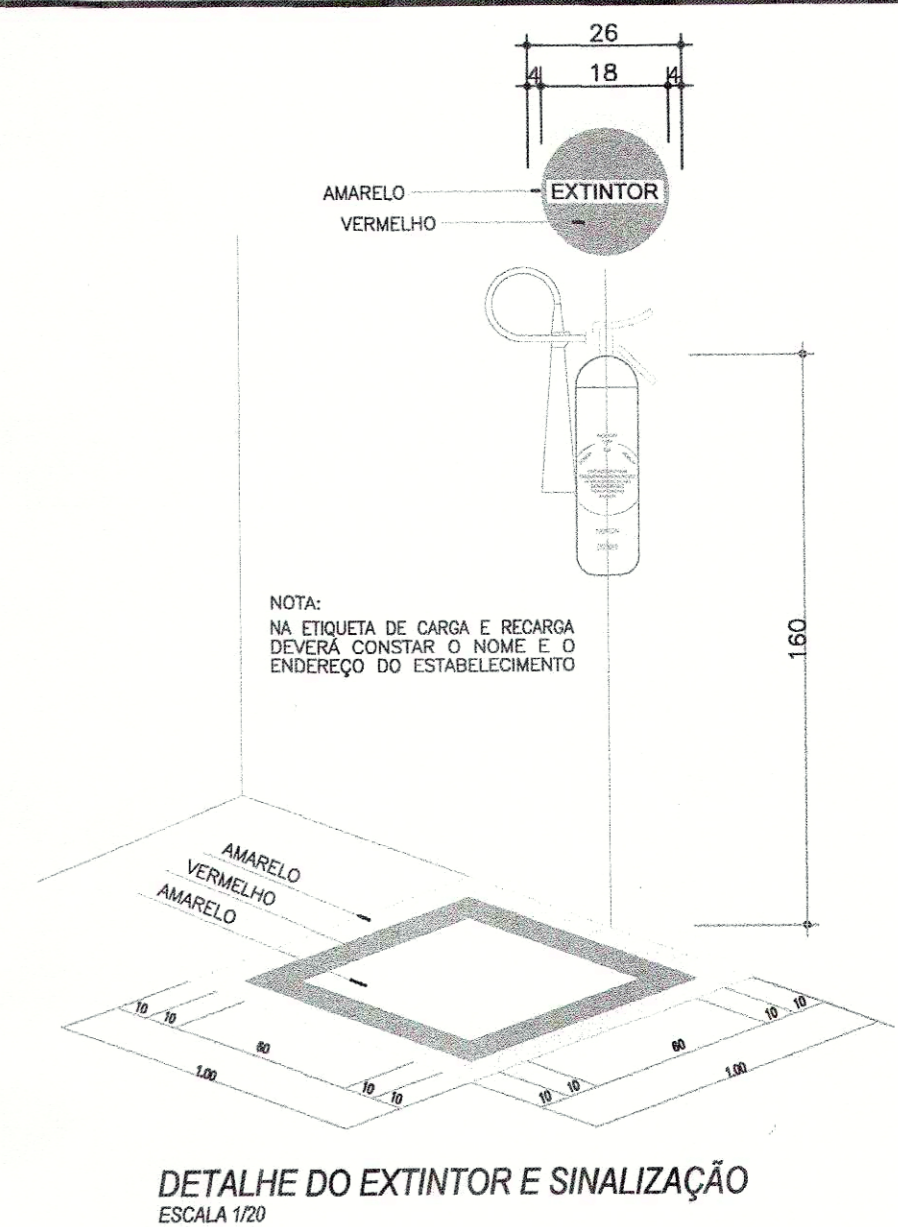 26
4 18 4
EXTINTOR
AMARELO
VERMELHO
160
NOTA:
NA ETIQUETA DE CARGA E RECARGA
DEVERÁ CONSTAR O NOME E O
ENDEREÇO DO ESTABELECIMENTO
AMARELO
VERMELHO
AMARELO
10 10 60 10 10
1.00
10 10 60 10 10
1.00
DETALHE DO EXTINTOR E SINALIZAÇÃO
ESCALA 1/20